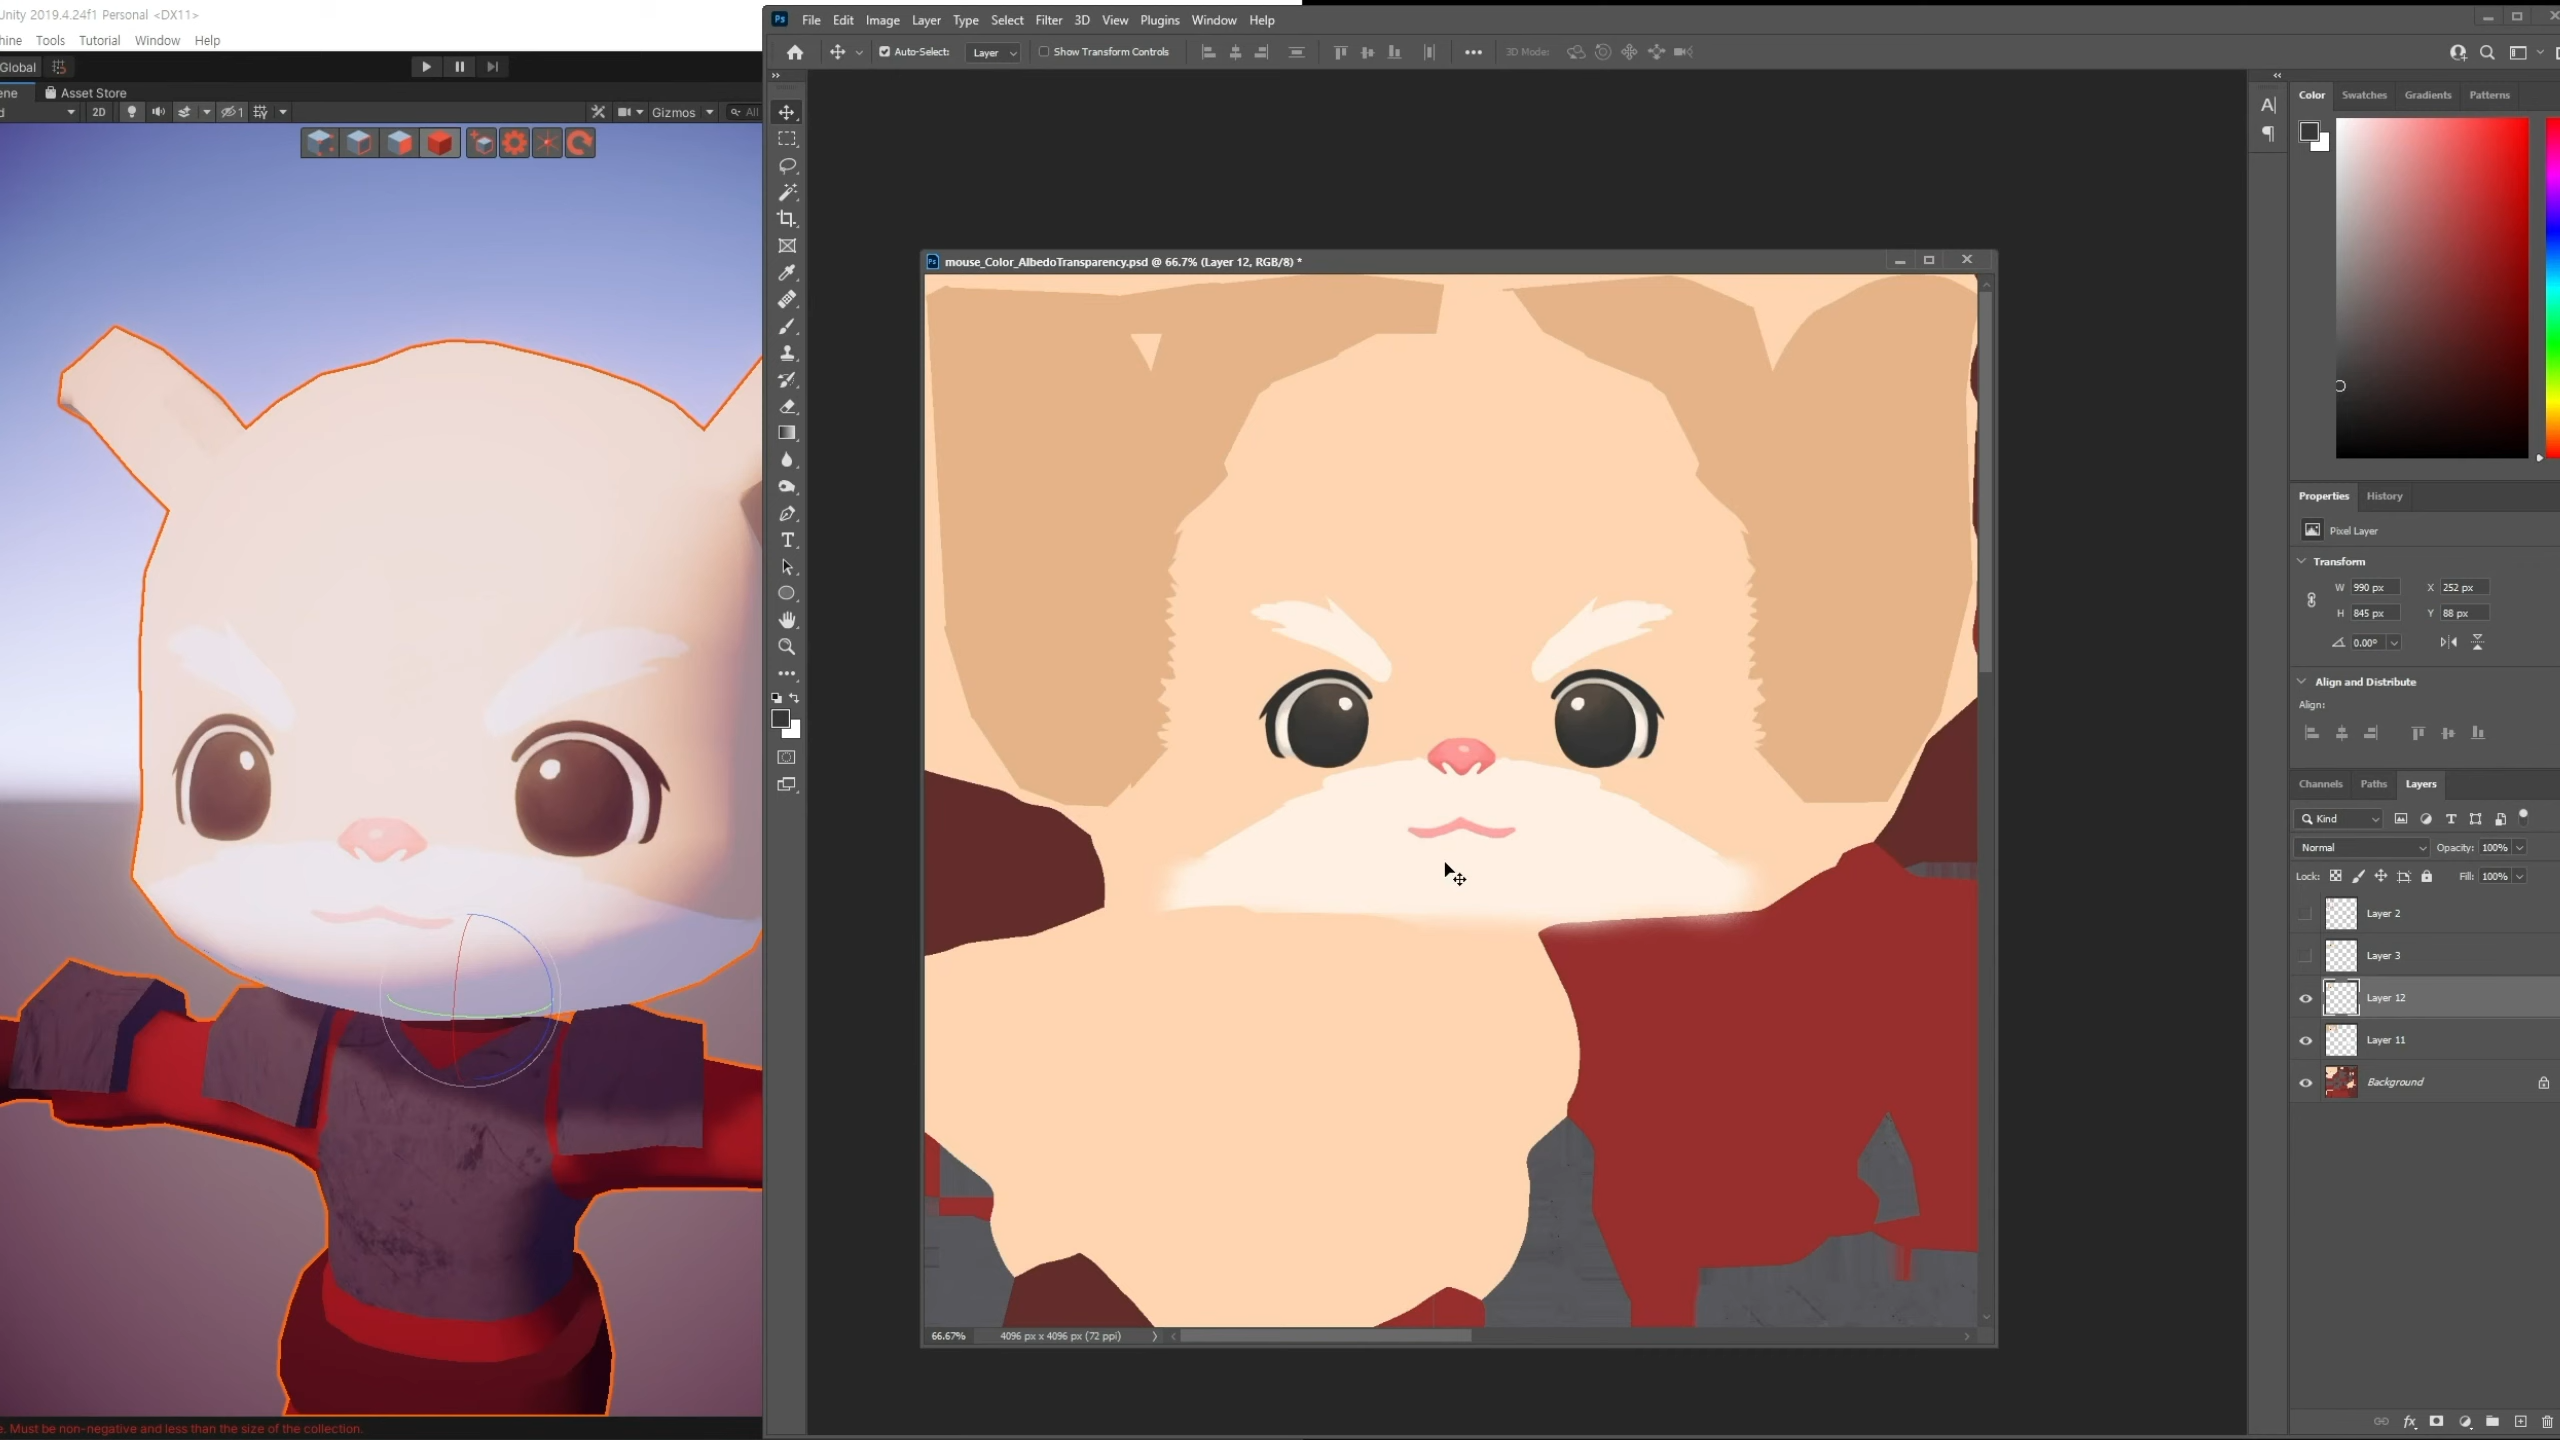 Unity 2019.4.24f1 Personal <DX11>
Tools Tutorial Window Help
Global
Asset Store
2D
1
Gizmos
All
. Must be non-negative and less than the size of the collection.
Ps File Edit Image Layer Type Select Filter 3D View Plugins Window Help
Auto-Select: Layer Show Transform Controls 3D Mode:
Ps mouse_Color_AlbedoTransparency.psd @ 66.7% (Layer 12, RGB/8) *
66.67% 4096 px x 4096 px (72 ppi)
Color Swatches Gradients Patterns
Properties History
Pixel Layer
Transform
W 990 px X 252 px
H 845 px Y 88 px
0.00°
Align and Distribute
Align:
Channels Paths Layers
Kind
Normal Opacity: 100%
Lock: Fill: 100%
Layer 2
Layer 3
Layer 12
Layer 11
Background
fx